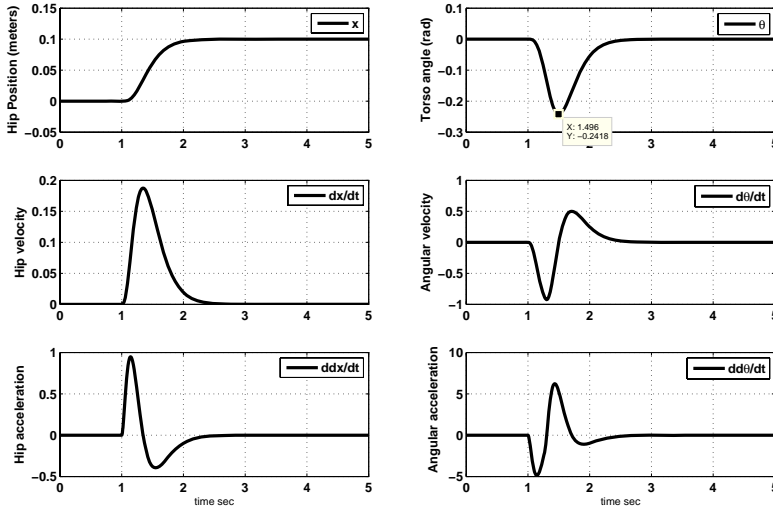 Hip Position (meters)
0.15
0.1
0.05
0
−0.05
0 1 2 3 4 5
x
Torso angle (rad)
0.1
0
−0.1
−0.2
−0.3
0 1 2 3 4 5
θ
X: 1.496
Y: −0.2418
Hip velocity
0.2
0.15
0.1
0.05
0
0 1 2 3 4 5
dx/dt
Angular velocity
1
0.5
0
−0.5
−1
0 1 2 3 4 5
dθ/dt
Hip acceleration
1
0.5
0
−0.5
0 1 2 3 4 5
time sec
ddx/dt
Angular acceleration
10
5
0
−5
0 1 2 3 4 5
time sec
ddθ/dt